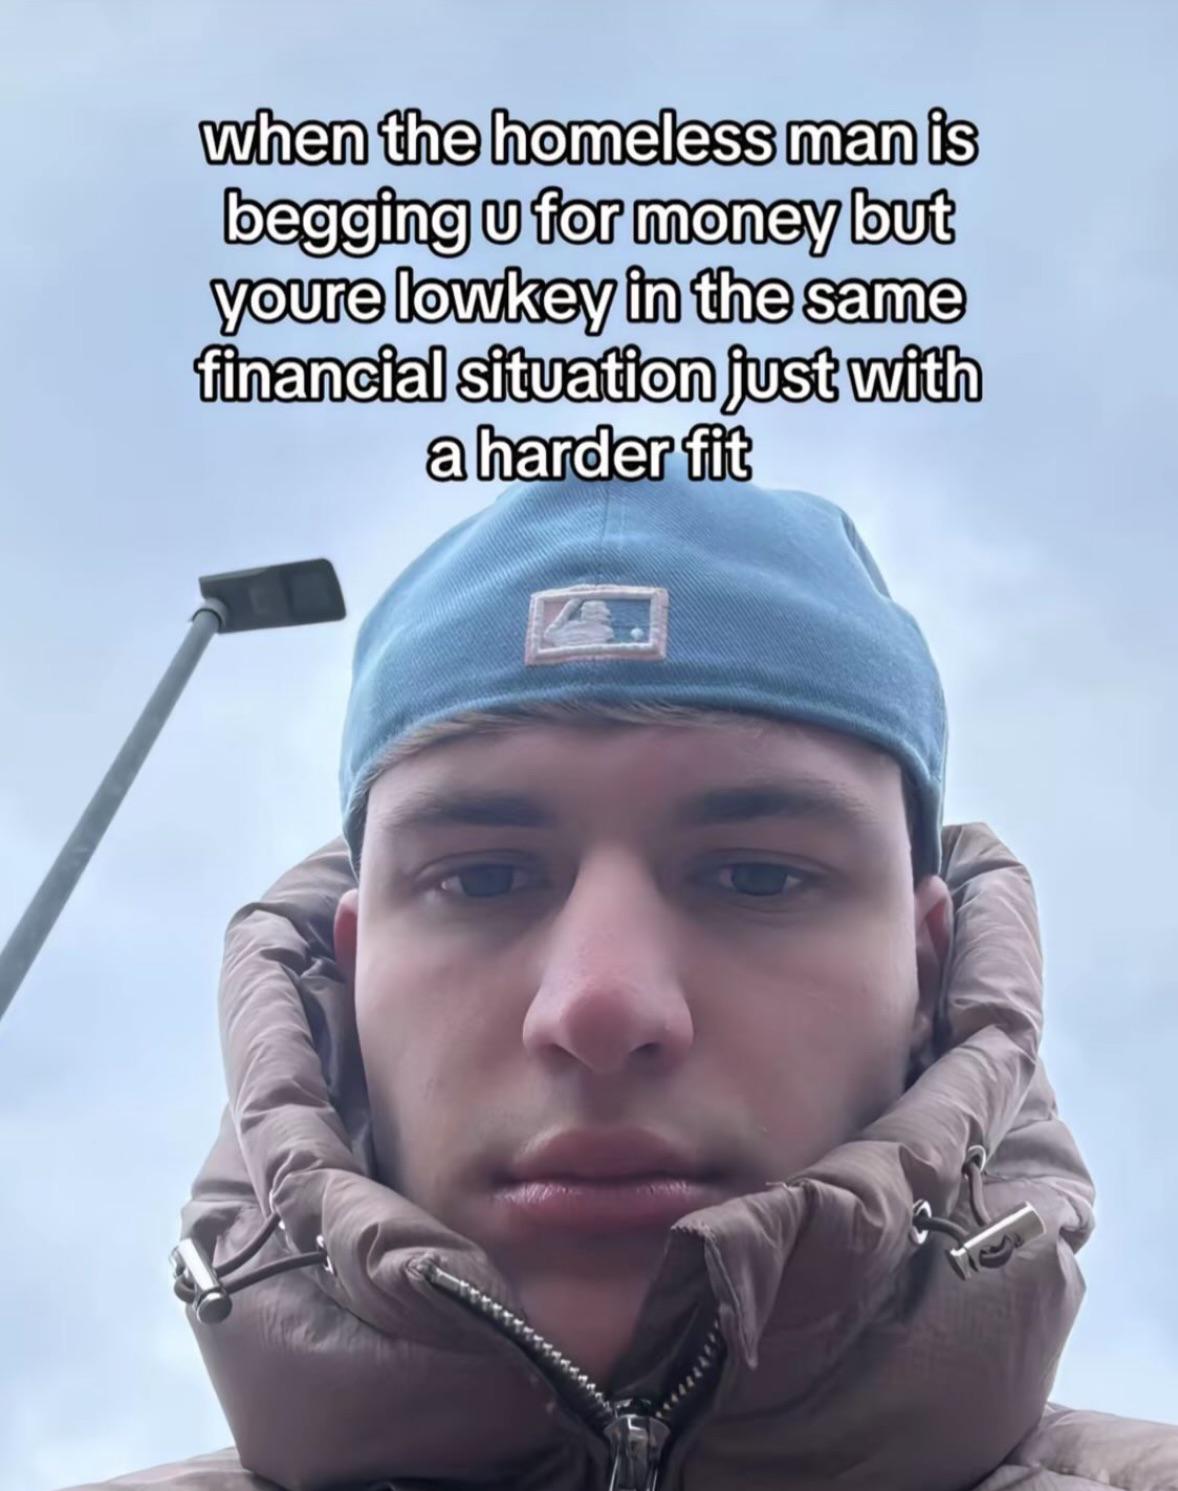 when the homeless man is
begging u for money but
youre lowkey in the same
financial situation just with
a harder fit